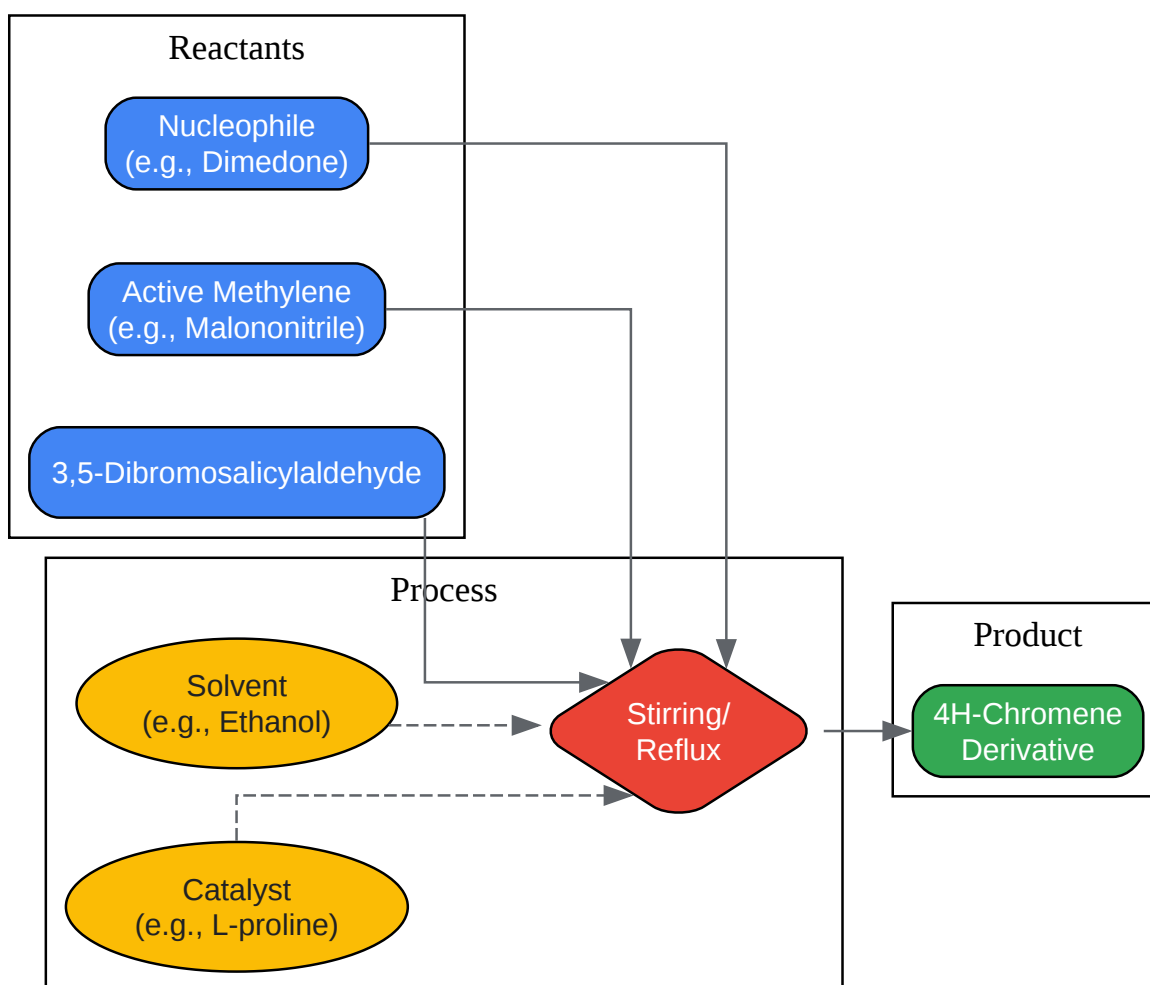 Reactants
Nucleophile
(e.g., Dimedone)
Active Methylene
(e.g., Malononitrile)
3,5-Dibromosalicylaldehyde
Process
Solvent
(e.g., Ethanol)
Stirring/
Reflux
Catalyst
(e.g., L-proline)
Product
4H-Chromene
Derivative